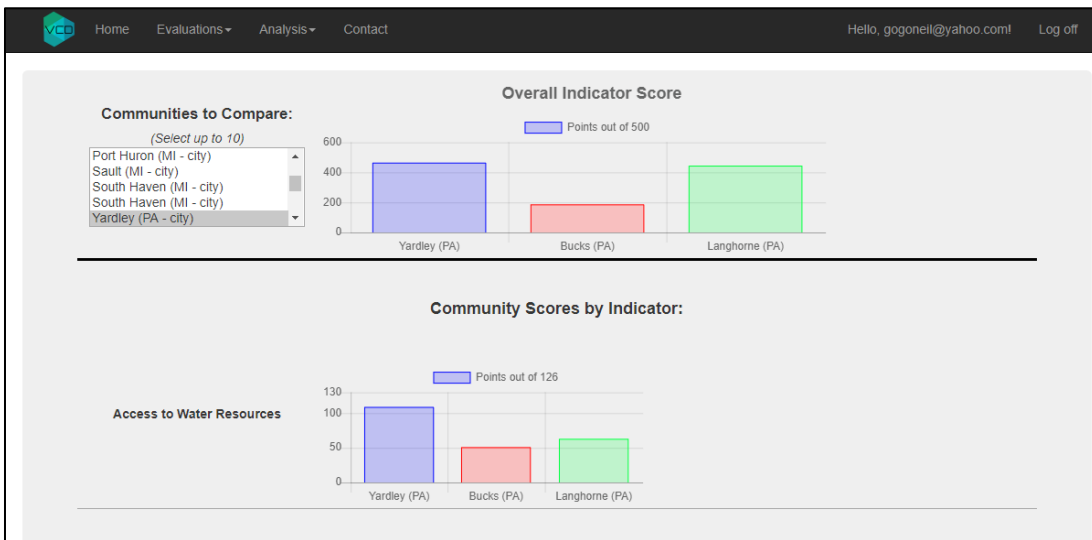 VCD Home Evaluations Analysis Contact Hello, gogoneil@yahoo.com! Log off
Overall Indicator Score
Communities to Compare:
(Select up to 10)
Port Huron (MI - city)
Sault (MI - city)
South Haven (MI - city)
South Haven (MI - city)
Yardley (PA - city)
Points out of 500
600
400
200
0
Yardley (PA) Bucks (PA) Langhorne (PA)
Community Scores by Indicator:
Access to Water Resources
Points out of 126
130
100
50
0
Yardley (PA) Bucks (PA) Langhorne (PA)